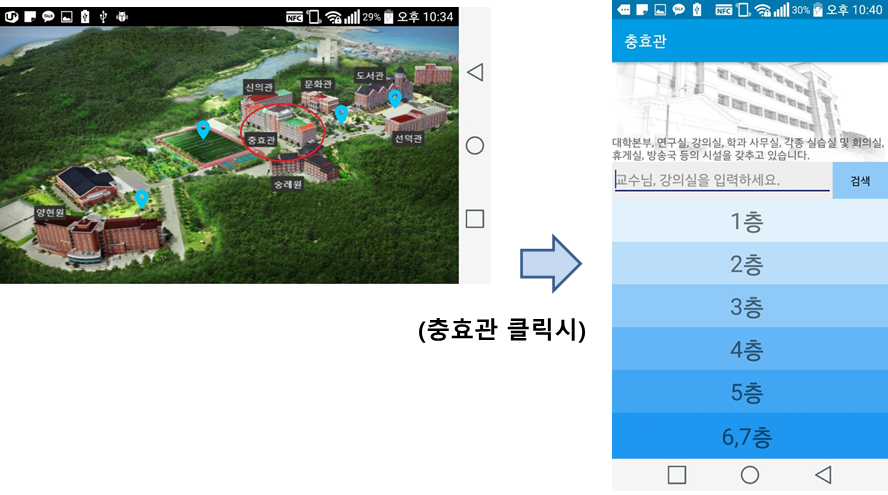 NFC 29% 오후 10:34
도서관
문화관
신의관
충효관
선덕관
숭례원
양현원
(충효관 클릭시)
TALK NFC 30% 오후 10:40
충효관
대학본부, 연구실, 강의실, 학과 사무실, 각종 실습실 및 회의실,
휴게실, 방송국 등의 시설을 갖추고 있습니다.
교수님, 강의실을 입력하세요.
검색
1층
2층
3층
4층
5층
6,7층